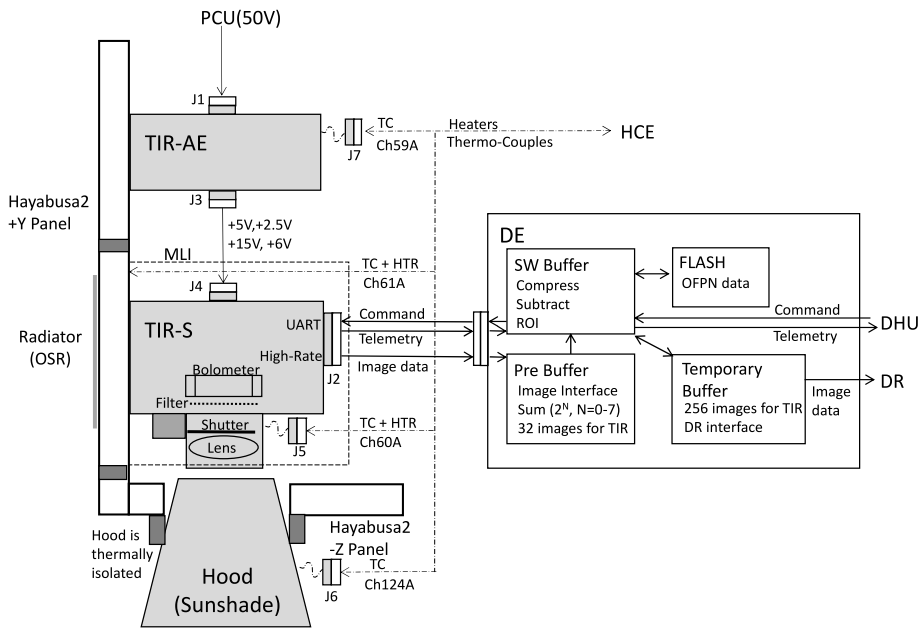 PCU(50V)
J1
TIR-AE
TC
Ch59A
J7
Heaters
Thermo-Couples
HCE
J3
Hayabusa2
+Y Panel
+5V,+2.5V
+15V, +6V
MLI
TC + HTR
Ch61A
J4
TIR-S
UART
High-Rate
J2
Command
Telemetry
Image data
Radiator
(OSR)
Bolometer
Filter
Shutter
Lens
J5
TC + HTR
Ch60A
DE
SW Buffer
Compress
Subtract
ROI
FLASH
OFPN data
Command
Telemetry
DHU
Pre Buffer
Image Interface
Sum (2ᴺ, N=0-7)
32 images for TIR
Temporary
Buffer
256 images for TIR
DR interface
Image
data
DR
Hood is
thermally
isolated
Hayabusa2
-Z Panel
Hood
(Sunshade)
TC
Ch124A
J6